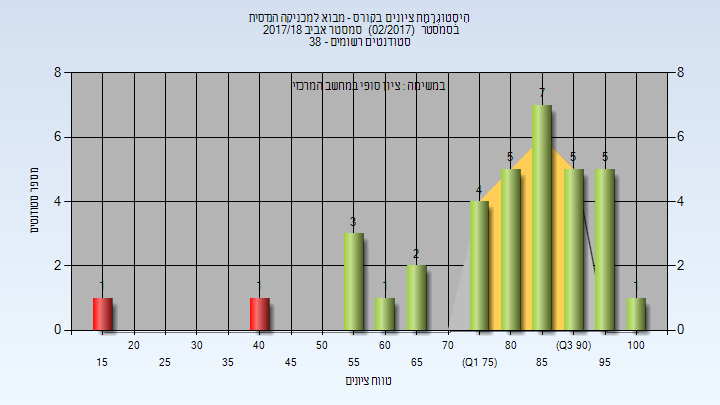 הִיסְטוֹגְרָמַת ציונים בקורס - מבוא למכניקה הנדסית
בסמסטר (02/2017) סמסטר אביב 2017/18
סטודנטים רשומים - 38
במשימה : ציון סופי במחשב המרכזי
8 8
6 6
4 4
2 2
0 0
מספר סטודנטים
1 1 3 1 2 4 5 7 5 5 1
20 30 40 50 60 70 80 (Q3 90) 100
15 25 35 45 55 65 (Q1 75) 85 95
טווח ציונים